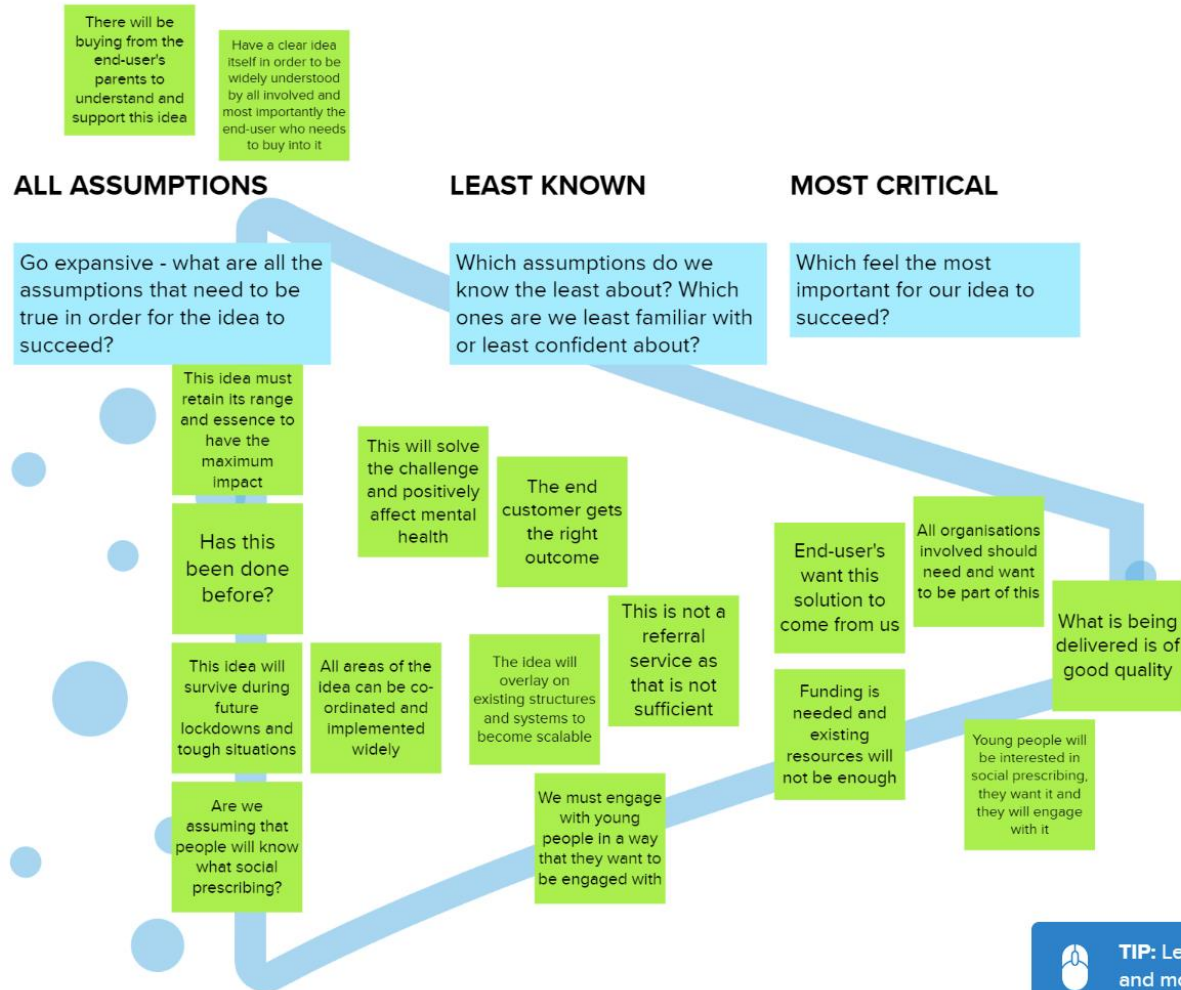 There will be
buying from the
end-user's
parents to
understand and
support this idea
Have a clear idea
itself in order to be
widely understood
by all involved and
most importantly the
end-user who needs
to buy into it
ALL ASSUMPTIONS
LEAST KNOWN
MOST CRITICAL
Go expansive - what are all the
assumptions that need to be
true in order for the idea to
succeed?
Which assumptions do we
know the least about? Which
ones are we least familiar with
or least confident about?
Which feel the most
important for our idea to
succeed?
This idea must
retain its range
and essence to
have the
maximum
impact
Has this
been done
before?
This idea will
survive during
future
lockdowns and
tough situations
All areas of the
idea can be co-
ordinated and
implemented
widely
Are we
assuming that
people will know
what social
prescribing?
This will solve
the challenge
and positively
affect mental
health
The end
customer gets
the right
outcome
This is not a
referral
service as
that is not
sufficient
The idea will
overlay on
existing structures
and systems to
become scalable
We must engage
with young
people in a way
that they want to
be engaged with
End-user's
want this
solution to
come from us
All organisations
involved should
need and want
to be part of this
What is being
delivered is of
good quality
Funding is
needed and
existing
resources will
not be enough
Young people will
be interested in
social prescribing,
they want it and
they will engage
with it
TIP: Le
and mo